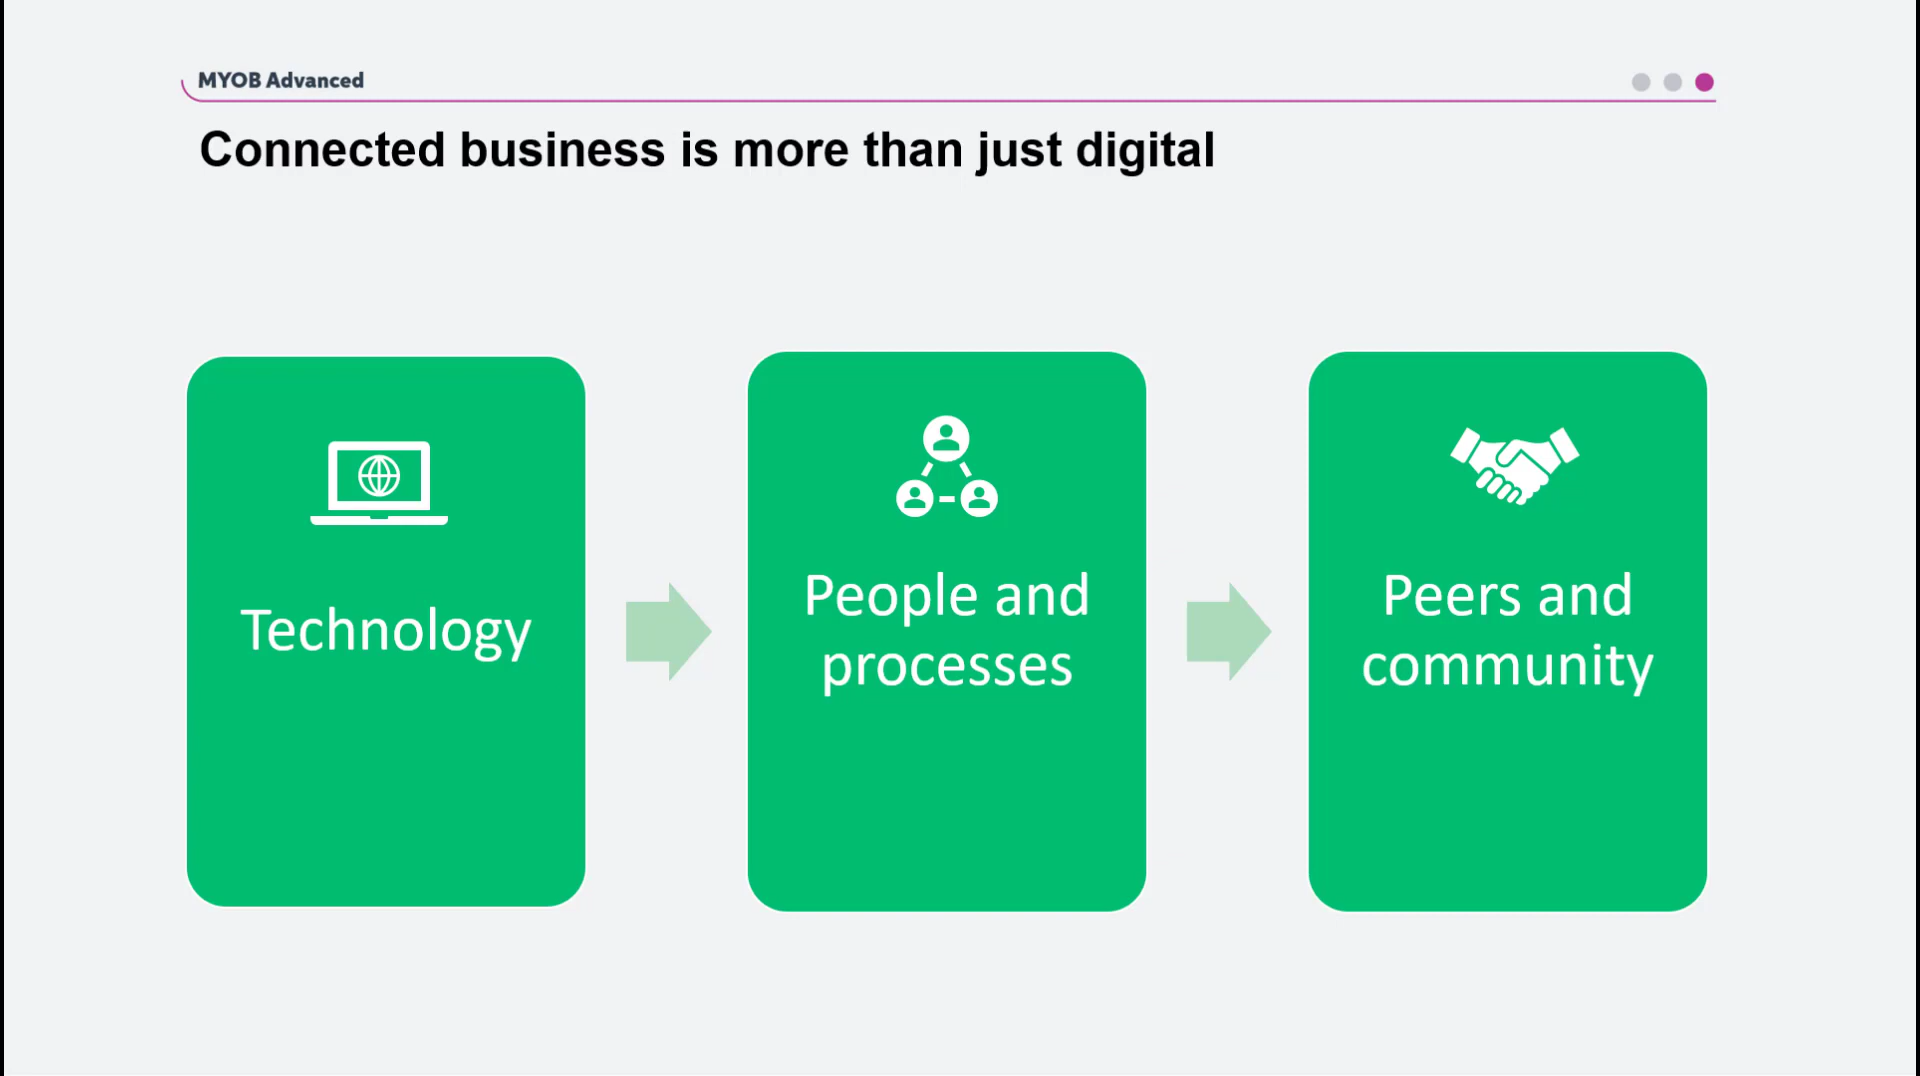 MYOB Advanced
Connected business is more than just digital
Technology
People and
processes
Peers and
community